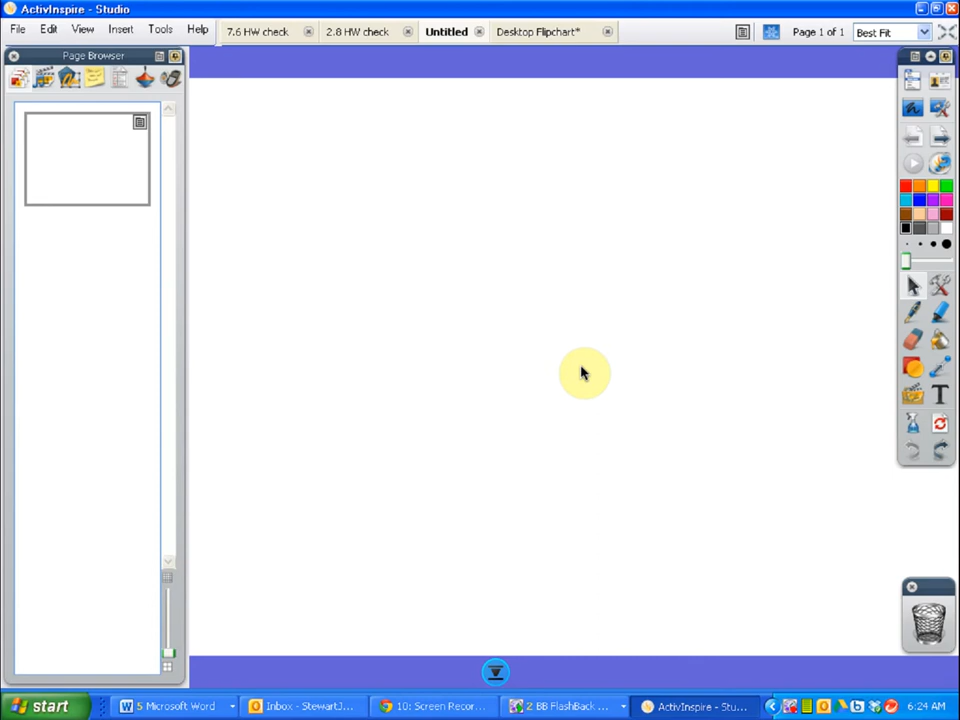 ActivInspire - Studio
File Edit View Insert Tools Help
7.6 HW check 2.8 HW check Untitled Desktop Flipchart*
Page 1 of 1 Best Fit
Page Browser
T
start 5 Microsoft Word Inbox - StewartJ... 10: Screen Recor... 2 BB FlashBack ... ActivInspire - Stu... 6:24 AM